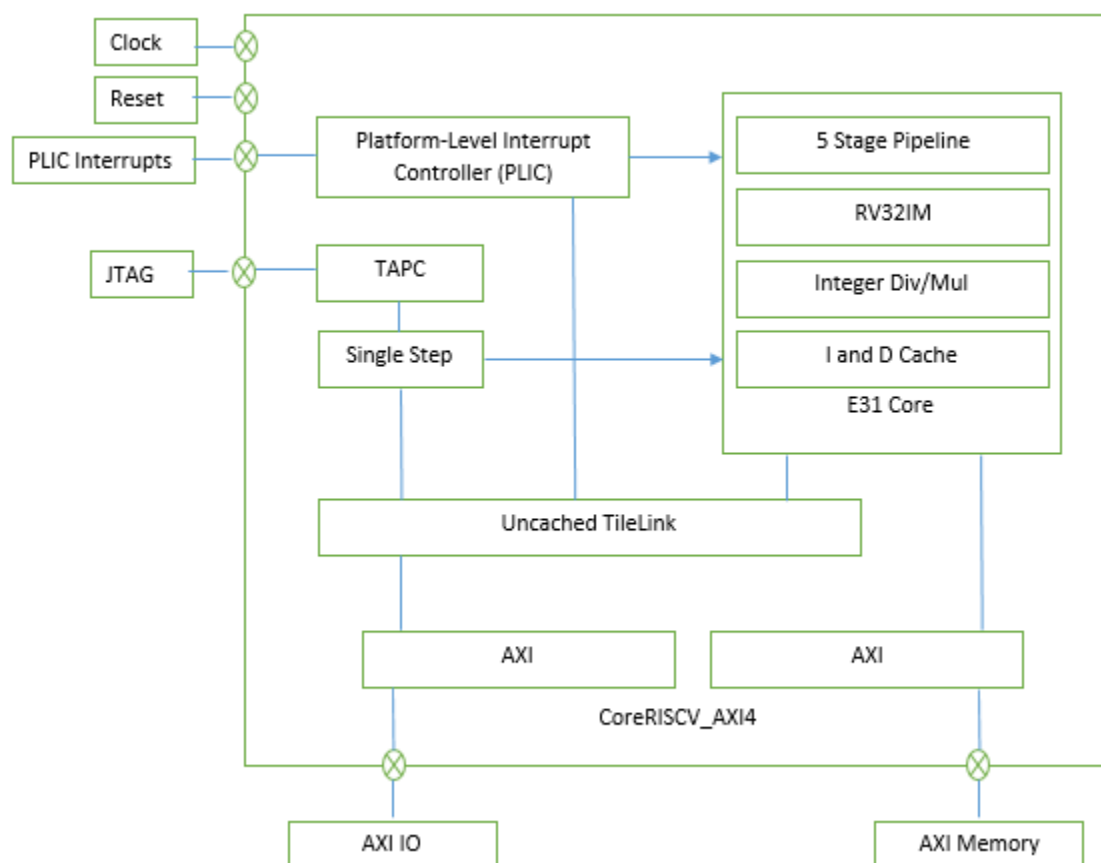 Clock
Reset
PLIC Interrupts
JTAG
Platform-Level Interrupt
Controller (PLIC)
TAPC
Single Step
5 Stage Pipeline
RV32IM
Integer Div/Mul
I and D Cache
E31 Core
Uncached TileLink
AXI
AXI
CoreRISCV_AXI4
AXI IO
AXI Memory